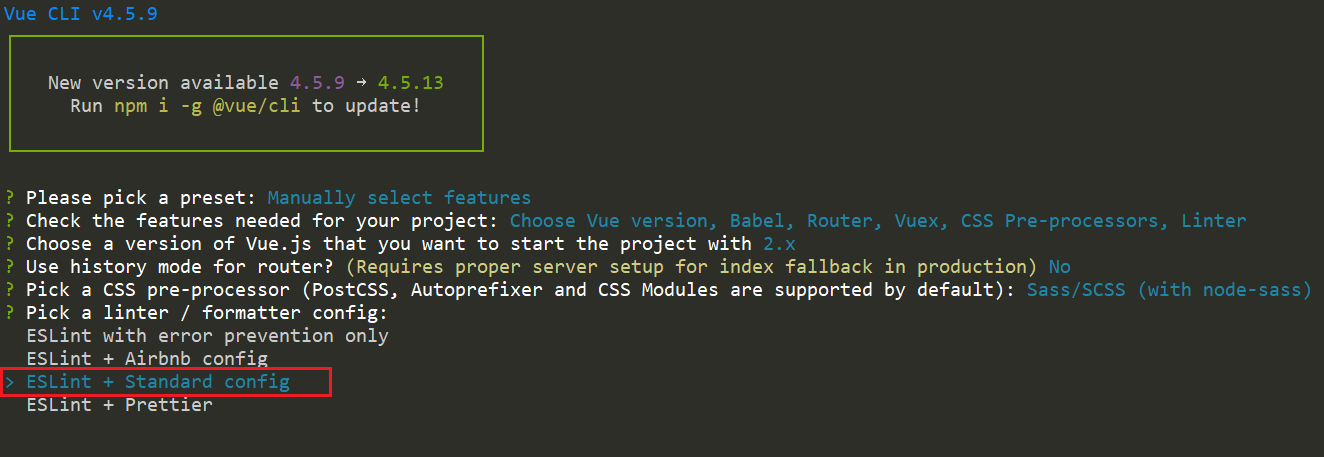 Vue CLI v4.5.9
New version available 4.5.9 → 4.5.13
Run npm i -g @vue/cli to update!
? Please pick a preset: Manually select features
? Check the features needed for your project: Choose Vue version, Babel, Router, Vuex, CSS Pre-processors, Linter
? Choose a version of Vue.js that you want to start the project with 2.x
? Use history mode for router? (Requires proper server setup for index fallback in production) No
? Pick a CSS pre-processor (PostCSS, Autoprefixer and CSS Modules are supported by default): Sass/SCSS (with node-sass)
? Pick a linter / formatter config:
ESLint with error prevention only
ESLint + Airbnb config
> ESLint + Standard config
ESLint + Prettier